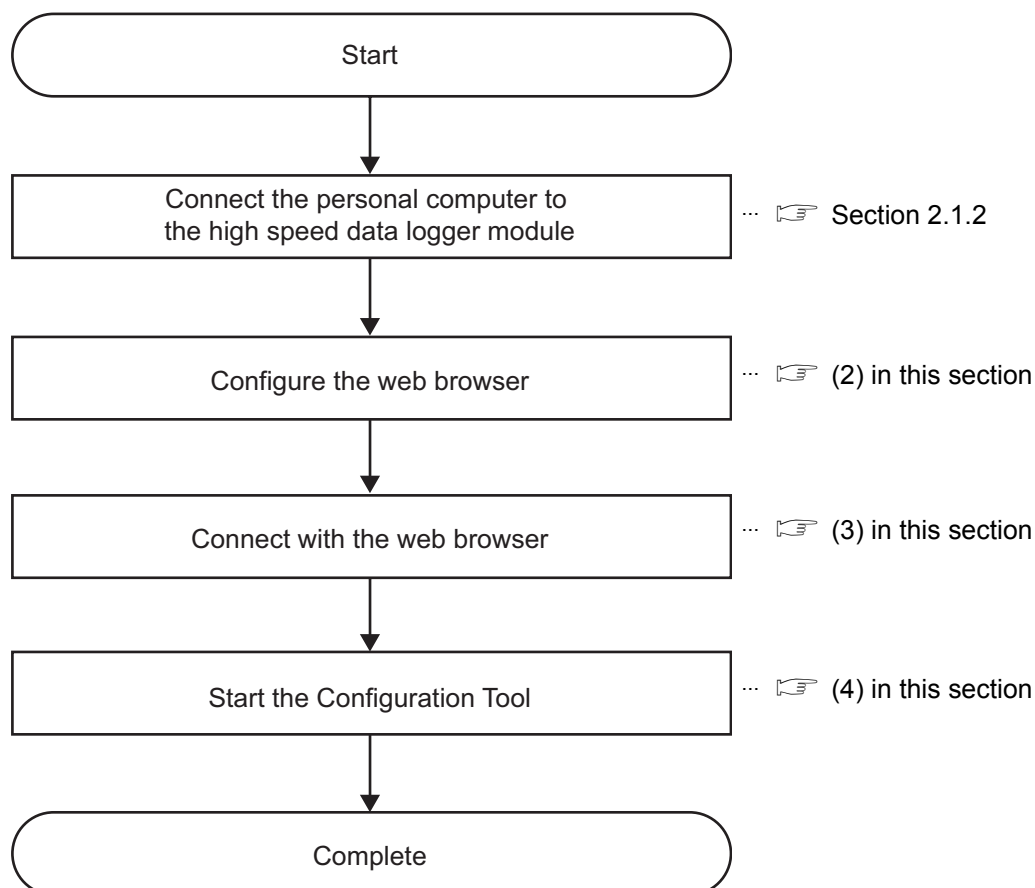 Start
Connect the personal computer to
the high speed data logger module
... ☞ Section 2.1.2
Configure the web browser
... ☞ (2) in this section
Connect with the web browser
... ☞ (3) in this section
Start the Configuration Tool
... ☞ (4) in this section
Complete